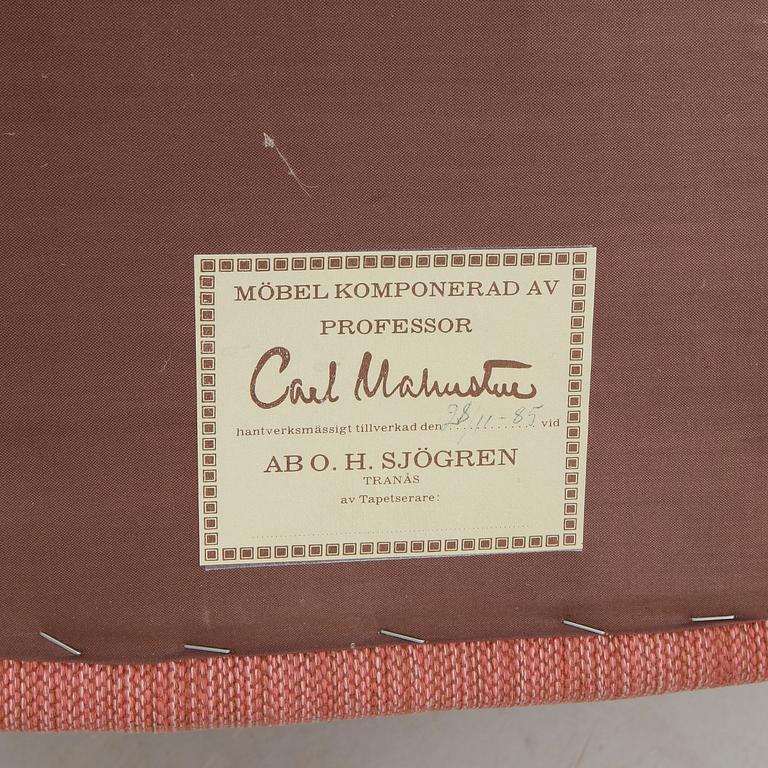 MÖBEL KOMPONERAD AV
PROFESSOR
Carl Malmsten
hantverksmässigt tillverkad den 28/11-85 vid
AB O. H. SJÖGREN
TRANÅS
av Tapetserare: